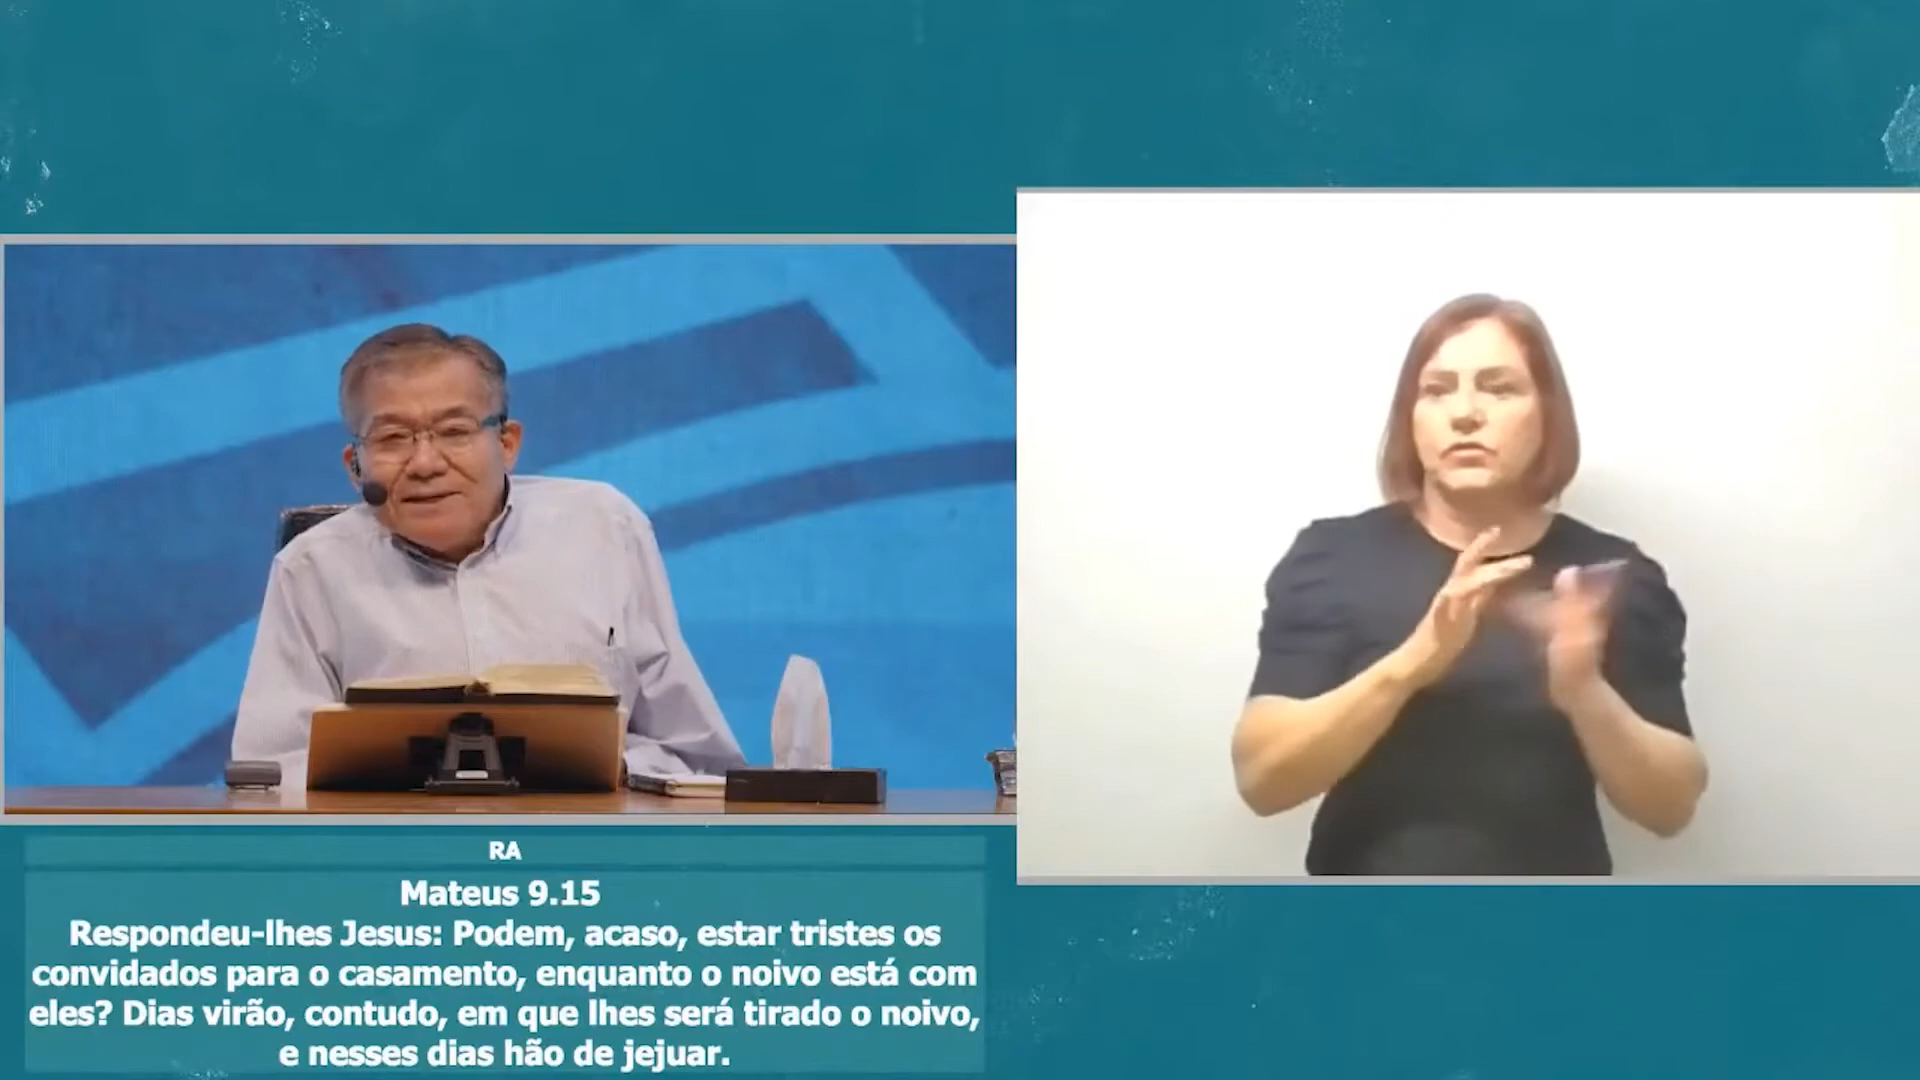 RA
Mateus 9.15
Respondeu-lhes Jesus: Podem, acaso, estar tristes os
convidados para o casamento, enquanto o noivo está com
eles? Dias virão, contudo, em que lhes será tirado o noivo,
e nesses dias hão de jejuar.